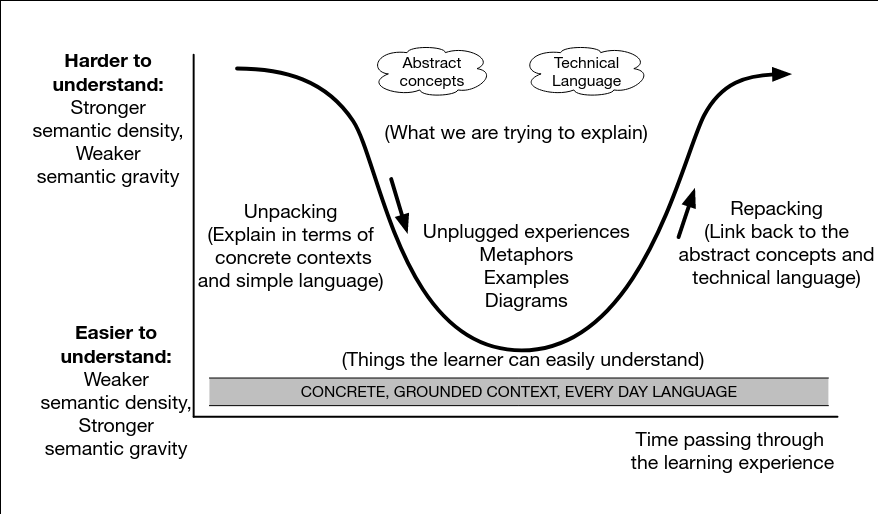 Harder to
understand:
Stronger
semantic density,
Weaker
semantic gravity
Abstract
concepts
Technical
Language
(What we are trying to explain)
Unpacking
(Explain in terms of
concrete contexts
and simple language)
Unplugged experiences
Metaphors
Examples
Diagrams
Repacking
(Link back to the
abstract concepts and
technical language)
Easier to
understand:
Weaker
semantic density,
Stronger
semantic gravity
(Things the learner can easily understand)
CONCRETE, GROUNDED CONTEXT, EVERY DAY LANGUAGE
Time passing through
the learning experience